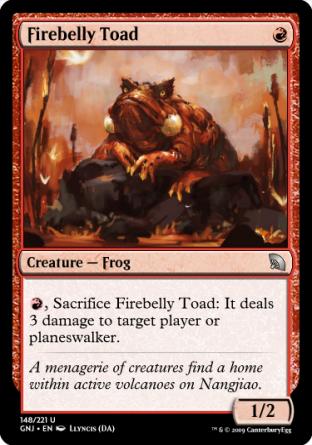 Firebelly Toad
Creature — Frog
, Sacrifice Firebelly Toad: It deals
3 damage to target player or
planeswalker.
A menagerie of creatures find a home
within active volcanoes on Nangjiao.
1/2
148/221 U
GNJ • EN Llyncis (DA)
™ & © 2019 CanterburyEgg